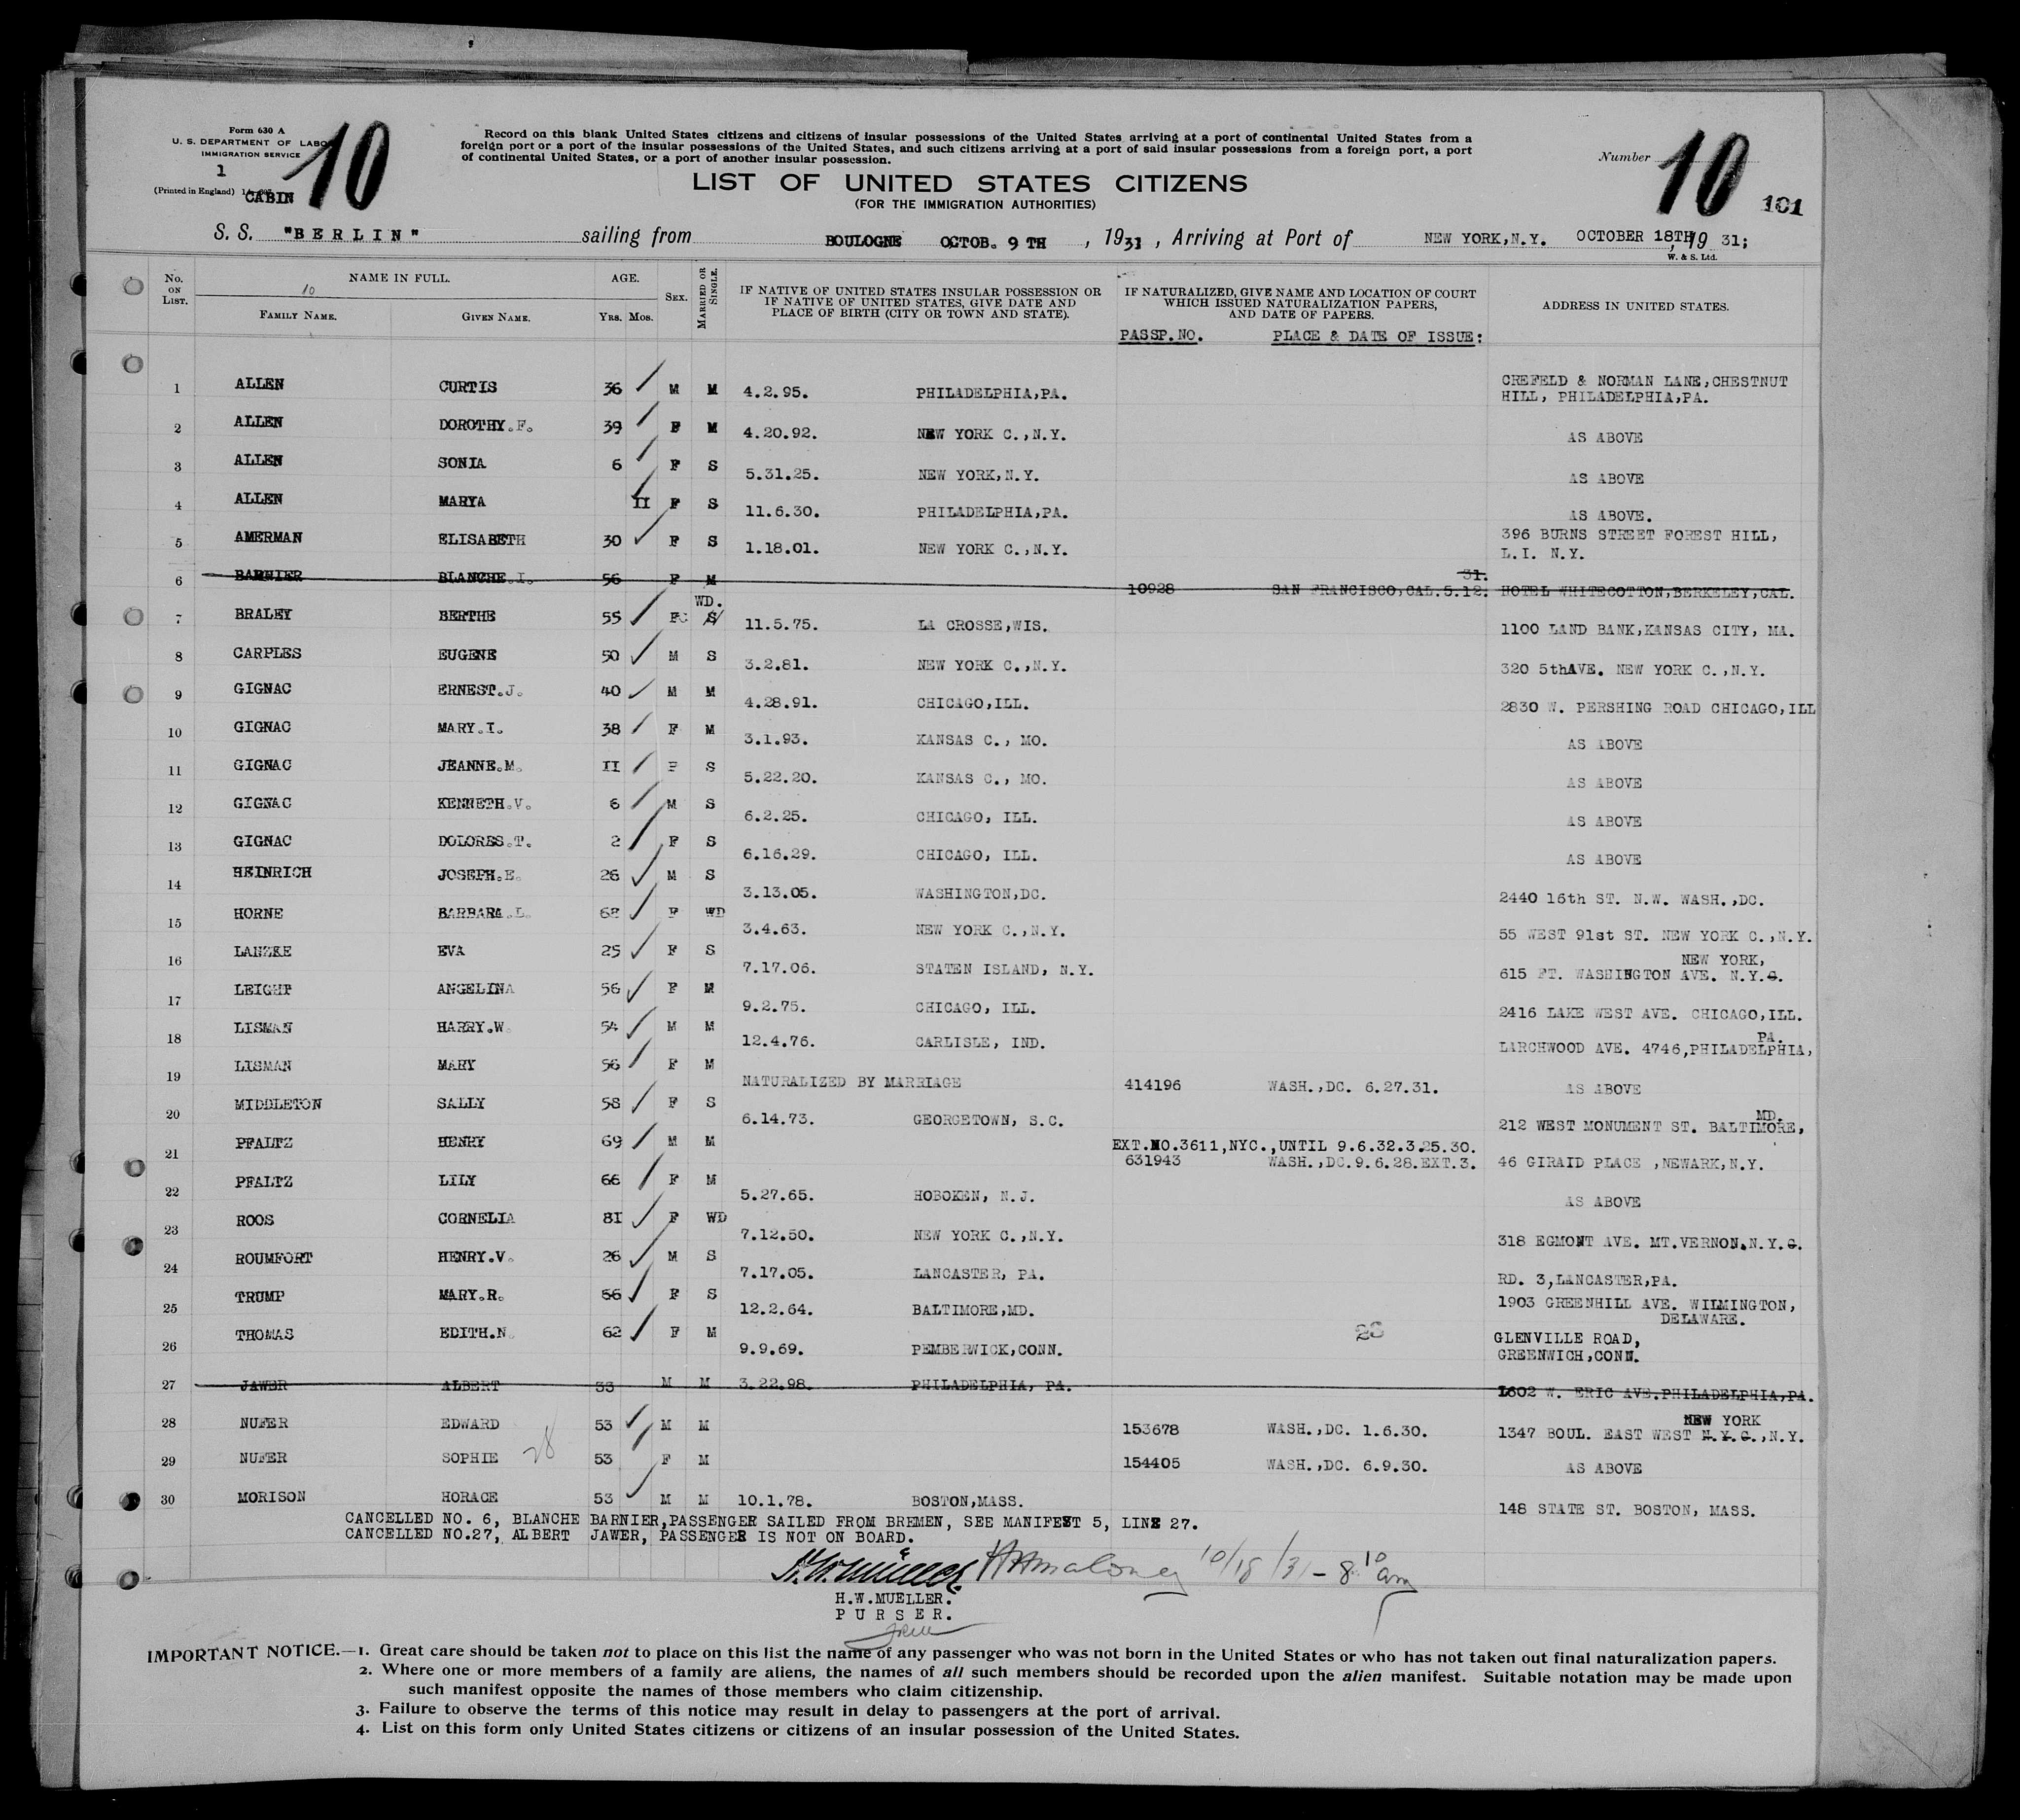 Form 630 A
U. S. DEPARTMENT OF LABOR
IMMIGRATION SERVICE
1
(Printed in England)
CABIN
10
Record on this blank United States citizens and citizens of insular possessions of the United States arriving at a port of continental United States from a
foreign port or a port of the insular possessions of the United States, and such citizens arriving at a port of said insular possessions from a foreign port, a port
of continental United States, or a port of another insular possession.
Number 10
101
LIST OF UNITED STATES CITIZENS
(FOR THE IMMIGRATION AUTHORITIES)
S. S. "BERLIN" sailing from BOULOGNE OCTOB. 9 TH , 1931 , Arriving at Port of NEW YORK,N.Y. OCTOBER 18TH, 19 31;
W. & S. Ltd.
No. ON LIST. NAME IN FULL. AGE. SEX. MARRIED OR SINGLE. IF NATIVE OF UNITED STATES INSULAR POSSESSION OR IF NATIVE OF UNITED STATES, GIVE DATE AND PLACE OF BIRTH (CITY OR TOWN AND STATE). IF NATURALIZED, GIVE NAME AND LOCATION OF COURT WHICH ISSUED NATURALIZATION PAPERS, AND DATE OF PAPERS. ADDRESS IN UNITED STATES.
10
FAMILY NAME. GIVEN NAME. YRS. MOS.
PASSP.NO. PLACE & DATE OF ISSUE:
1 ALLEN CURTIS 36 M M 4.2.95. PHILADELPHIA,PA. CREFELD & NORMAN LANE,CHESTNUT
HILL, PHILADELPHIA,PA.
2 ALLEN DOROTHY.F. 39 F M 4.20.92. NEW YORK C.,N.Y. AS ABOVE
3 ALLEN SONIA 6 F S 5.31.25. NEW YORK,N.Y. AS ABOVE
4 ALLEN MARYA II F S 11.6.30. PHILADELPHIA,PA. AS ABOVE.
5 AMERMAN ELISABETH 30 F S 1.18.01. NEW YORK C.,N.Y. 396 BURNS STREET FOREST HILL,
L.I. N.Y.
6 BARNIER BLANCHE.I. 56 F M 10928 SAN FRANCISCO,CAL.5.12. 31. HOTEL WHITECOTTON,BERKELEY,CAL.
7 BRALEY BERTHE 55 F WD. S 11.5.75. LA CROSSE,WIS. 1100 LAND BANK,KANSAS CITY, MA.
8 CARPLES EUGENE 50 M S 3.2.81. NEW YORK C.,N.Y. 320 5thAVE. NEW YORK C.,N.Y.
9 GIGNAC ERNEST.J. 40 M M 4.28.91. CHICAGO,ILL. 2830 W. PERSHING ROAD CHICAGO,ILL
10 GIGNAC MARY.I. 38 F M 3.1.93. KANSAS C., MO. AS ABOVE
11 GIGNAC JEANNE.M. II F S 5.22.20. KANSAS C., MO. AS ABOVE
12 GIGNAC KENNETH.V. 6 M S 6.2.25. CHICAGO, ILL. AS ABOVE
13 GIGNAC DOLORES.T. 2 F S 6.16.29. CHICAGO, ILL. AS ABOVE
14 HEINRICH JOSEPH.E. 26 M S 3.13.05. WASHINGTON,DC. 2440 16th ST. N.W. WASH.,DC.
15 HORNE BARBARA.L. 68 F WD 3.4.63. NEW YORK C.,N.Y. 55 WEST 91st ST. NEW YORK C.,N.Y.
16 LANZKE EVA 25 F S 7.17.06. STATEN ISLAND, N.Y. NEW YORK,
615 FT. WASHINGTON AVE. N.Y.C.
17 LEIGHT ANGELINA 56 F M 9.2.75. CHICAGO, ILL. 2416 LAKE WEST AVE. CHICAGO,ILL.
18 LISMAN HARRY.W. 54 M M 12.4.76. CARLISLE, IND. PA.
LARCHWOOD AVE. 4746,PHILADELPHIA,
19 LISMAN MARY 56 F M NATURALIZED BY MARRIAGE 414196 WASH.,DC. 6.27.31. AS ABOVE
20 MIDDLETON SALLY 58 F S 6.14.73. GEORGETOWN, S.C. MD.
212 WEST MONUMENT ST. BALTIMORE,
21 PFALTZ HENRY 69 M M EXT.NO.3611,NYC.,UNTIL 9.6.32.3.25.30.
631943 WASH.,DC.9.6.28.EXT.3. 46 GIRAID PLACE ,NEWARK,N.Y.
22 PFALTZ LILY 66 F M 5.27.65. HOBOKEN, N.J. AS ABOVE
23 ROOS CORNELIA 81 F WD 7.12.50. NEW YORK C.,N.Y. 318 EGMONT AVE. MT.VERNON.N.Y.C.
24 ROUMFORT HENRY.V. 26 M S 7.17.05. LANCASTER, PA. RD. 3,LANCASTER,PA.
25 TRUMP MARY.R. 56 F S 12.2.64. BALTIMORE,MD. 1903 GREENHILL AVE. WILMINGTON,
DELAWARE.
26 THOMAS EDITH.N. 62 F M 9.9.69. PEMBERWICK,CONN. 28 GLENVILLE ROAD,
GREENWICH,CONN.
27 JAWER ALBERT 33 M M 3.22.98. PHILADELPHIA, PA. 1602 W. ERIC AVE.PHILADELPHIA,PA.
28 NUFER EDWARD 53 M M 153678 WASH.,DC. 1.6.30. NEW YORK
1347 BOUL. EAST WEST N.Y.C.,N.Y.
29 NUFER SOPHIE 28 53 F M 154405 WASH.,DC. 6.9.30. AS ABOVE
30 MORISON HORACE 53 M M 10.1.78. BOSTON,MASS. 148 STATE ST. BOSTON, MASS.
CANCELLED NO. 6, BLANCHE BARNIER,PASSENGER SAILED FROM BREMEN, SEE MANIFEST 5, LINE 27.
CANCELLED NO.27, ALBERT JAWER, PASSENGER IS NOT ON BOARD.
H.W.Mueller. HHMaloney 10/18/31 - 8 10 am
H.W.MUELLER.
PURSER.
IMPORTANT NOTICE.—1. Great care should be taken not to place on this list the name of any passenger who was not born in the United States or who has not taken out final naturalization papers.
2. Where one or more members of a family are aliens, the names of all such members should be recorded upon the alien manifest. Suitable notation may be made upon
such manifest opposite the names of those members who claim citizenship.
3. Failure to observe the terms of this notice may result in delay to passengers at the port of arrival.
4. List on this form only United States citizens or citizens of an insular possession of the United States.